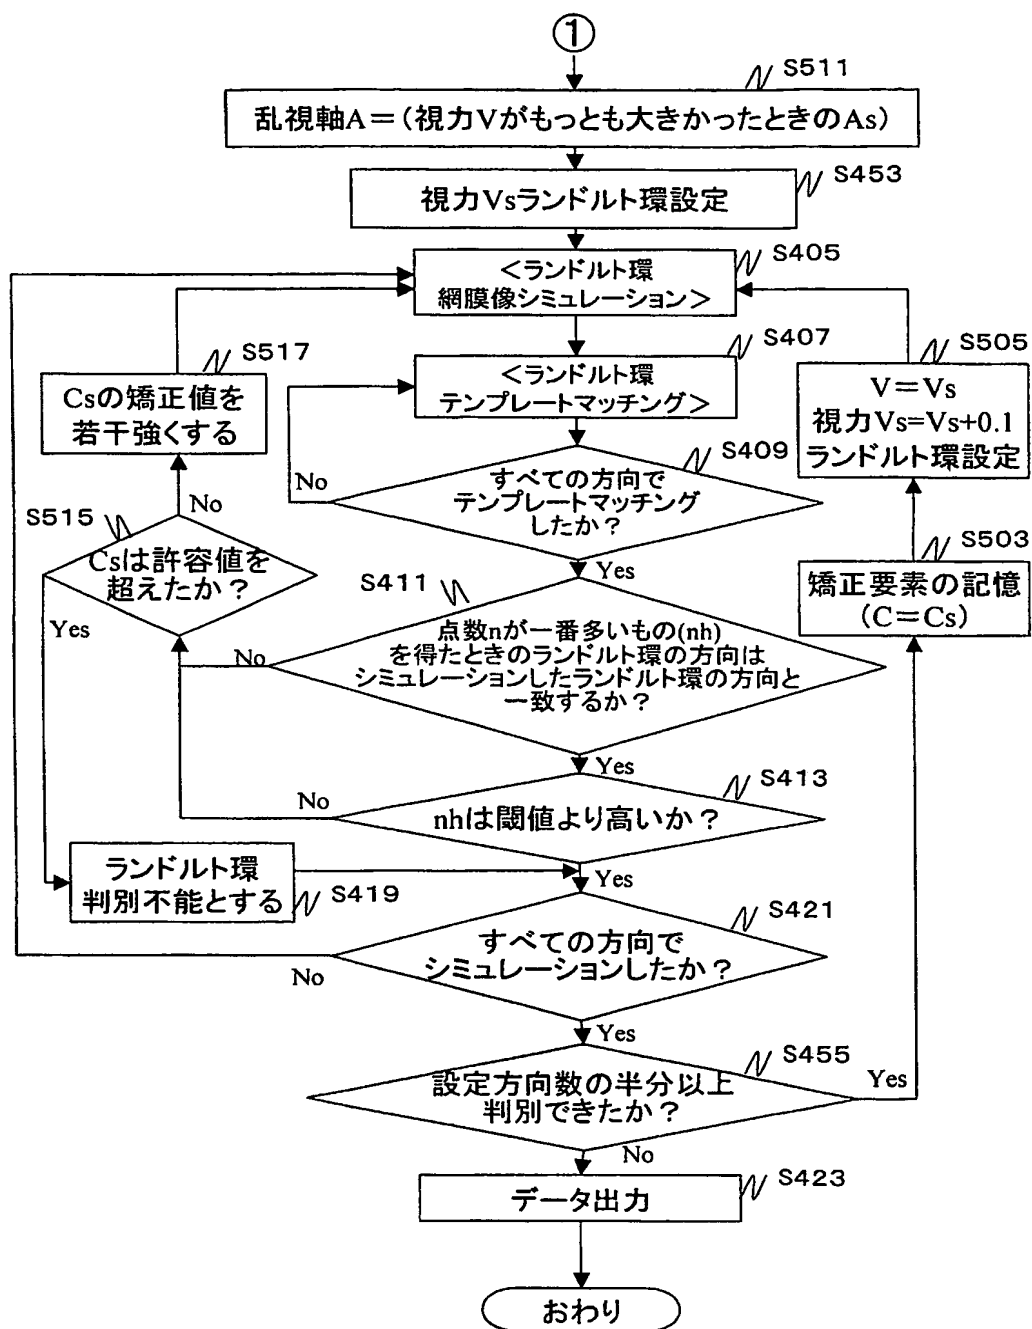 ①
S511
乱視軸A＝(視力Vがもっとも大きかったときのAs)
S453
視力Vsランドルト環設定
S405
＜ランドルト環
網膜像シミュレーション＞
S407
＜ランドルト環
テンプレートマッチング＞
S517
Csの矯正値を
若干強くする
S505
V＝Vs
視力Vs=Vs+0.1
ランドルト環設定
S409
すべての方向で
テンプレートマッチング
したか？
No
Yes
S515
Csは許容値を
超えたか？
No
Yes
S503
矯正要素の記憶
(C＝Cs)
S411
点数nが一番多いもの(nh)
を得たときのランドルト環の方向は
シミュレーションしたランドルト環の方向と
一致するか？
No
Yes
S413
nhは閾値より高いか？
No
Yes
ランドルト環
判別不能とする
S419
S421
すべての方向で
シミュレーションしたか？
No
Yes
S455
設定方向数の半分以上
判別できたか？
Yes
No
S423
データ出力
おわり